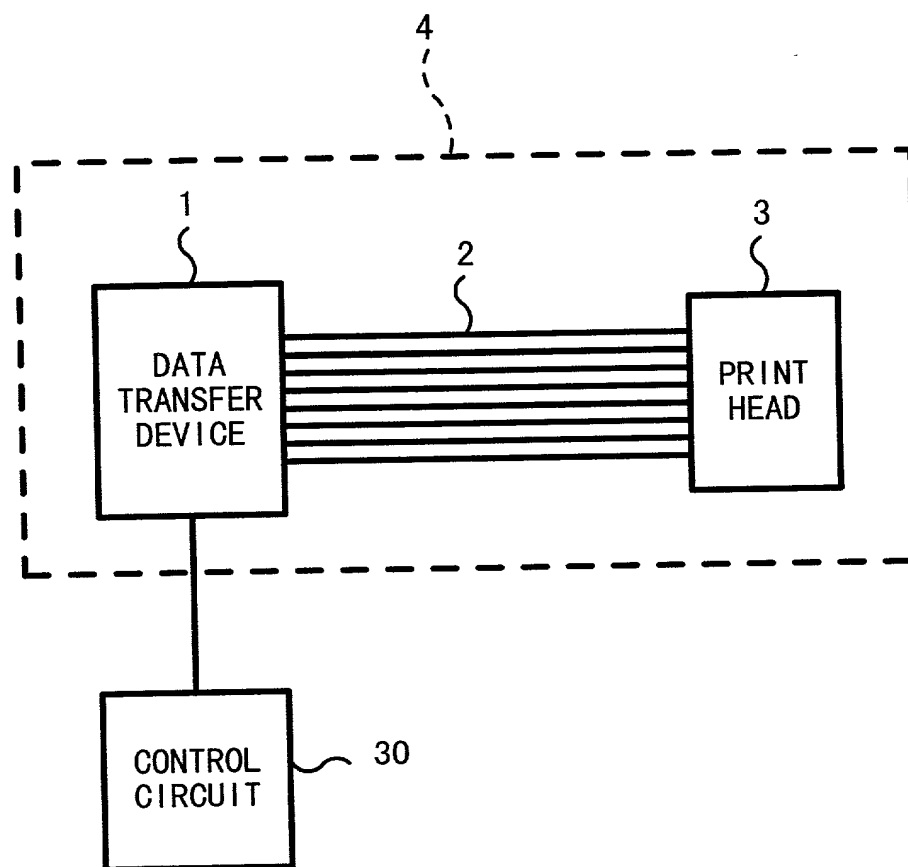 4
1
2
3
DATA
TRANSFER
DEVICE
PRINT
HEAD
CONTROL
CIRCUIT
30